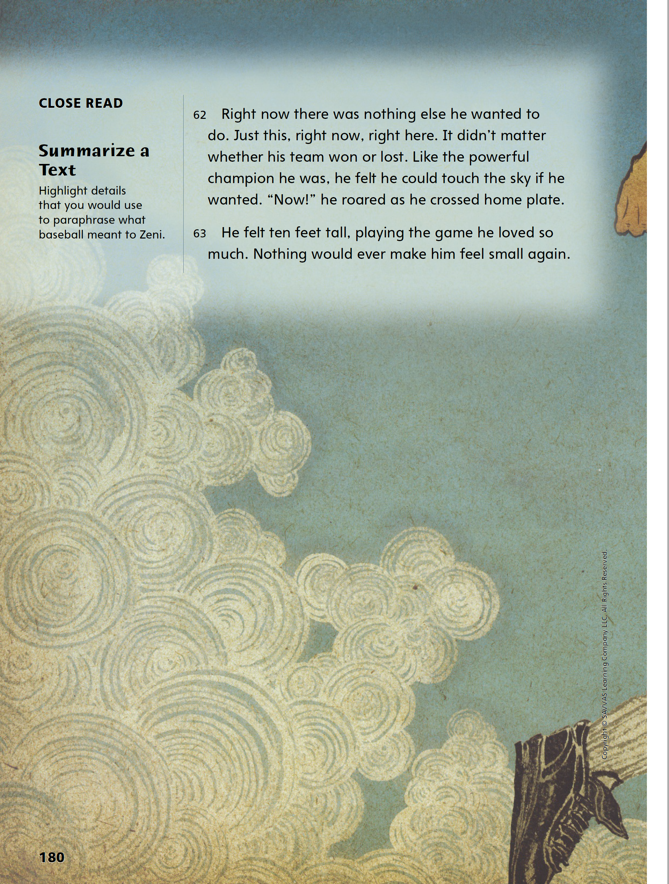 CLOSE READ
Summarize a
Text
Highlight details
that you would use
to paraphrase what
baseball meant to Zeni.
62 Right now there was nothing else he wanted to
do. Just this, right now, right here. It didn’t matter
whether his team won or lost. Like the powerful
champion he was, he felt he could touch the sky if he
wanted. “Now!” he roared as he crossed home plate.
63 He felt ten feet tall, playing the game he loved so
much. Nothing would ever make him feel small again.
Copyright © SAVVAS Learning Company LLC. All Rights Reserved.
180